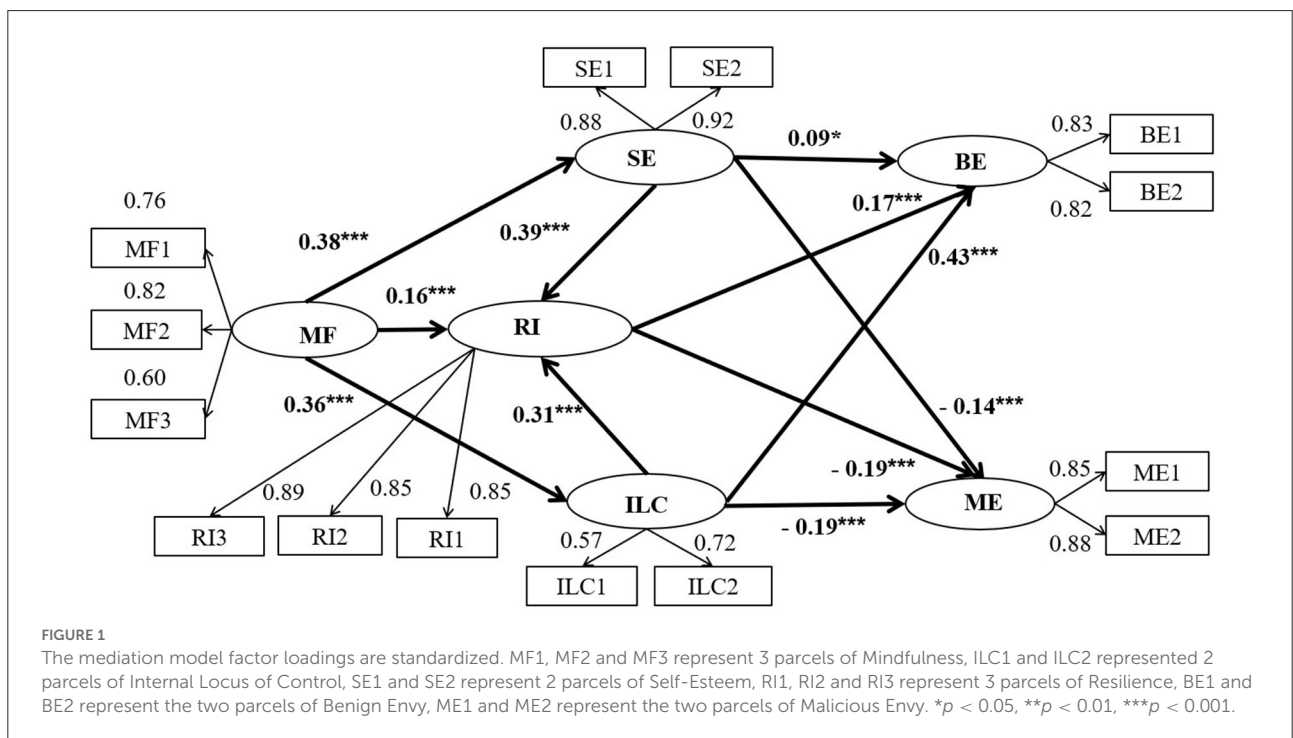 SE1
SE2
0.88
0.92
SE
0.09*
BE
0.83
BE1
0.82
BE2
0.76
MF1
0.82
MF2
0.60
MF3
MF
0.38***
0.39***
0.17***
0.43***
0.16***
RI
0.36***
0.31***
- 0.14***
- 0.19***
0.89
0.85
0.85
RI3
RI2
RI1
ILC
- 0.19***
ME
0.85
ME1
0.88
ME2
0.57
0.72
ILC1
ILC2
FIGURE 1
The mediation model factor loadings are standardized. MF1, MF2 and MF3 represent 3 parcels of Mindfulness, ILC1 and ILC2 represented 2
parcels of Internal Locus of Control, SE1 and SE2 represent 2 parcels of Self-Esteem, RI1, RI2 and RI3 represent 3 parcels of Resilience, BE1 and
BE2 represent the two parcels of Benign Envy, ME1 and ME2 represent the two parcels of Malicious Envy. *p < 0.05, **p < 0.01, ***p < 0.001.